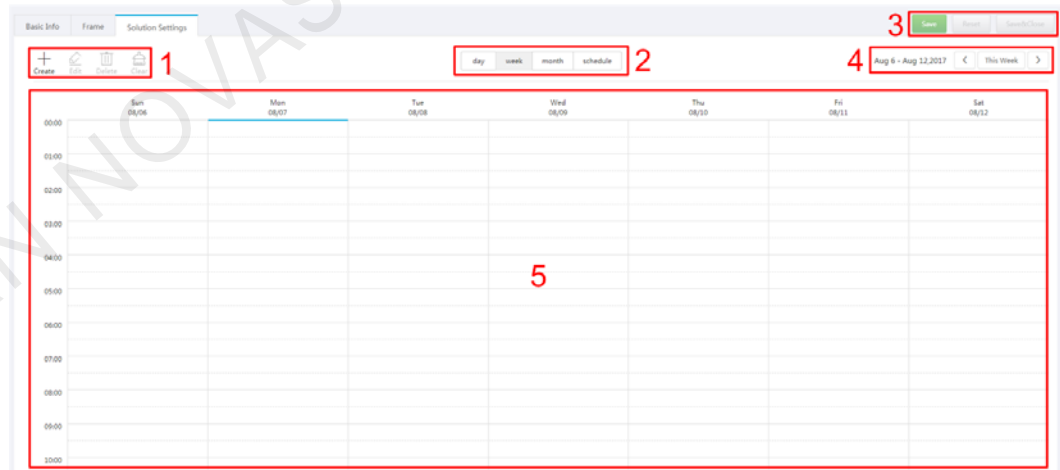 Basic Info Frame Solution Settings
3 Save Reset Save&Close
Create Edit Delete Clear 1
day week month schedule 2
4 Aug 6 - Aug 12,2017 < This Week >
Sun Mon Tue Wed Thu Fri Sat
08/06 08/07 08/08 08/09 08/10 08/11 08/12
00:00
01:00
02:00
03:00
04:00
5
05:00
06:00
07:00
08:00
09:00
10:00
NOVAS